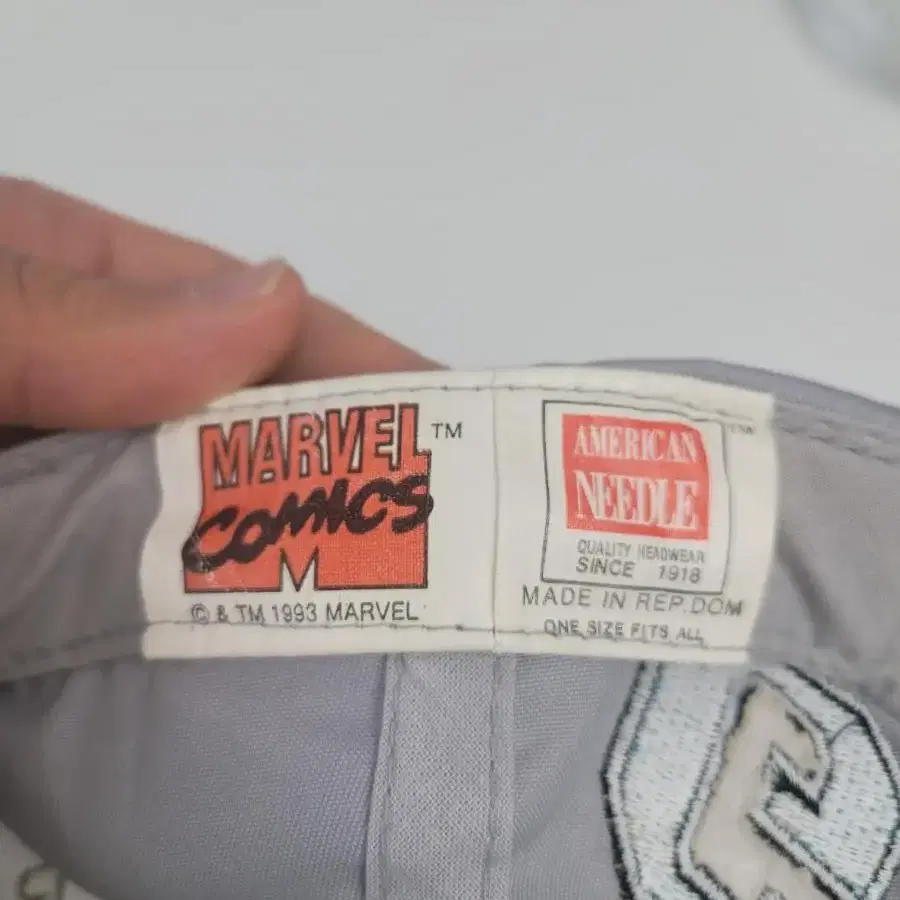 MARVEL™
COMICS
M
© & TM 1993 MARVEL
AMERICAN
NEEDLE
QUALITY HEADWEAR
SINCE 1918
MADE IN REP.DOM
ONE SIZE FITS ALL